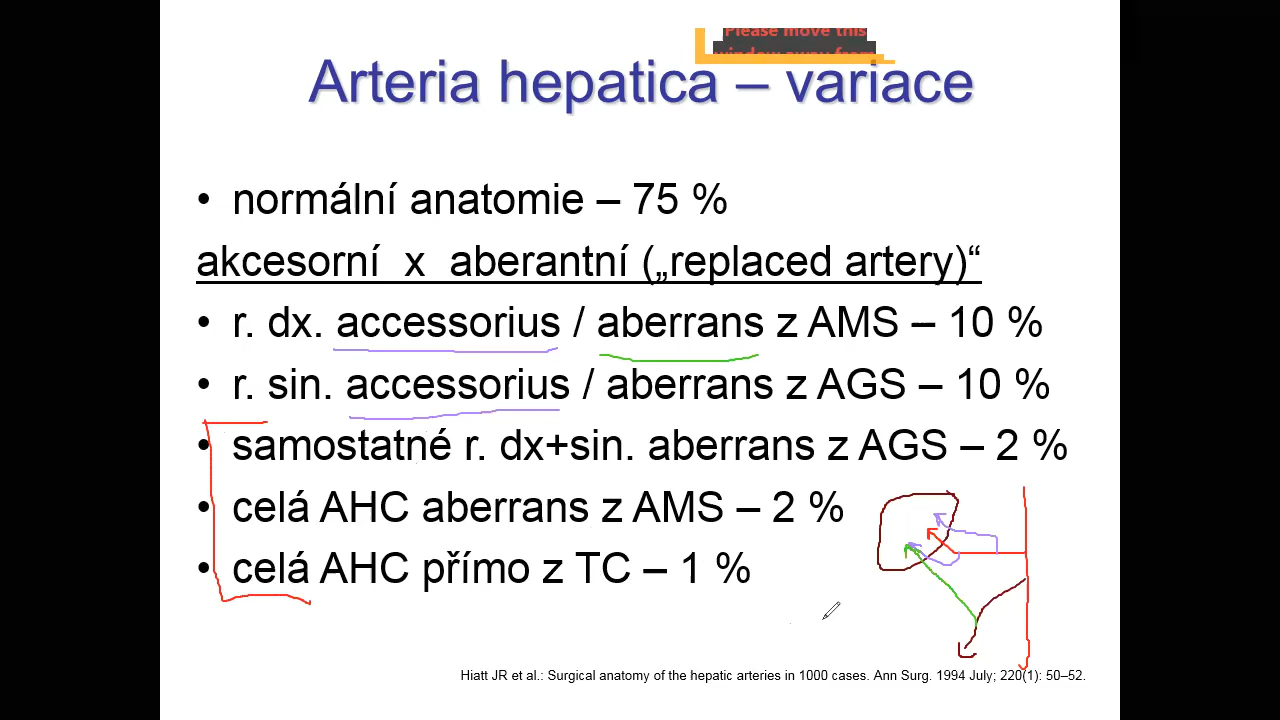 Please move this
window away from
Arteria hepatica – variace
• normální anatomie – 75 %
akcesorní x aberantní („replaced artery)“
• r. dx. accessorius / aberrans z AMS – 10 %
• r. sin. accessorius / aberrans z AGS – 10 %
• samostatné r. dx+sin. aberrans z AGS – 2 %
• celá AHC aberrans z AMS – 2 %
• celá AHC přímo z TC – 1 %
Hiatt JR et al.: Surgical anatomy of the hepatic arteries in 1000 cases. Ann Surg. 1994 July; 220(1): 50–52.